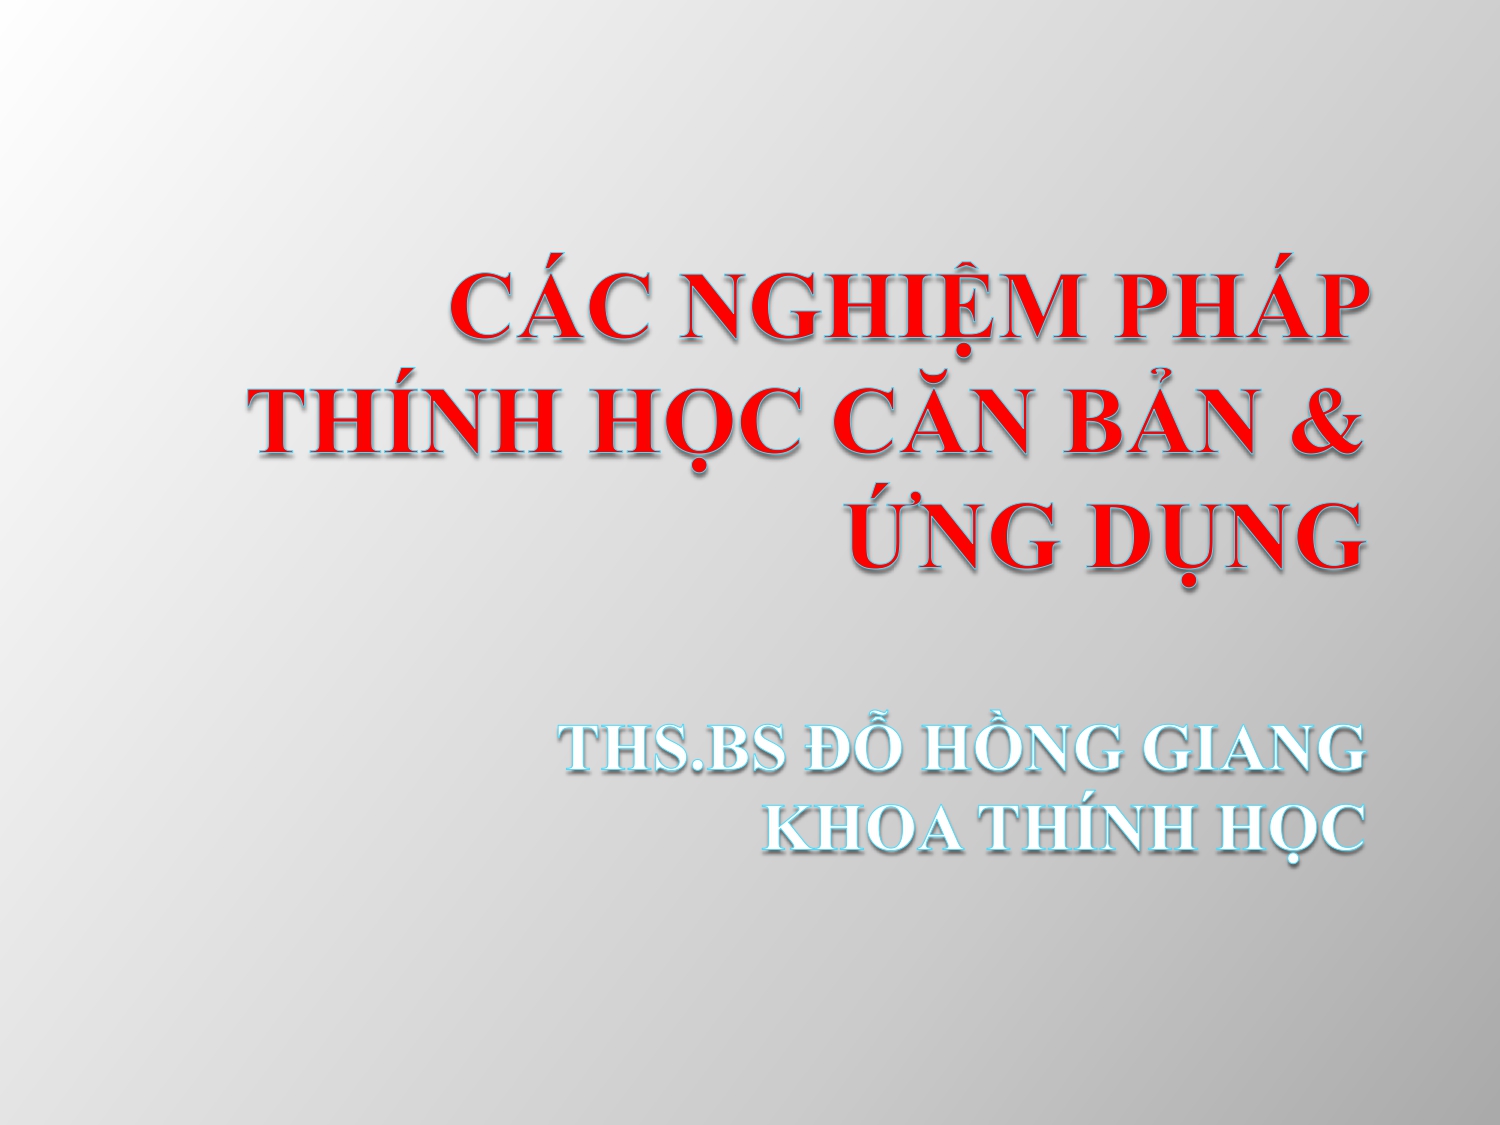 CÁC NGHIỆM PHÁP
THÍNH HỌC CĂN BẢN &
ỨNG DỤNG
THS.BS ĐỖ HỒNG GIANG
KHOA THÍNH HỌC